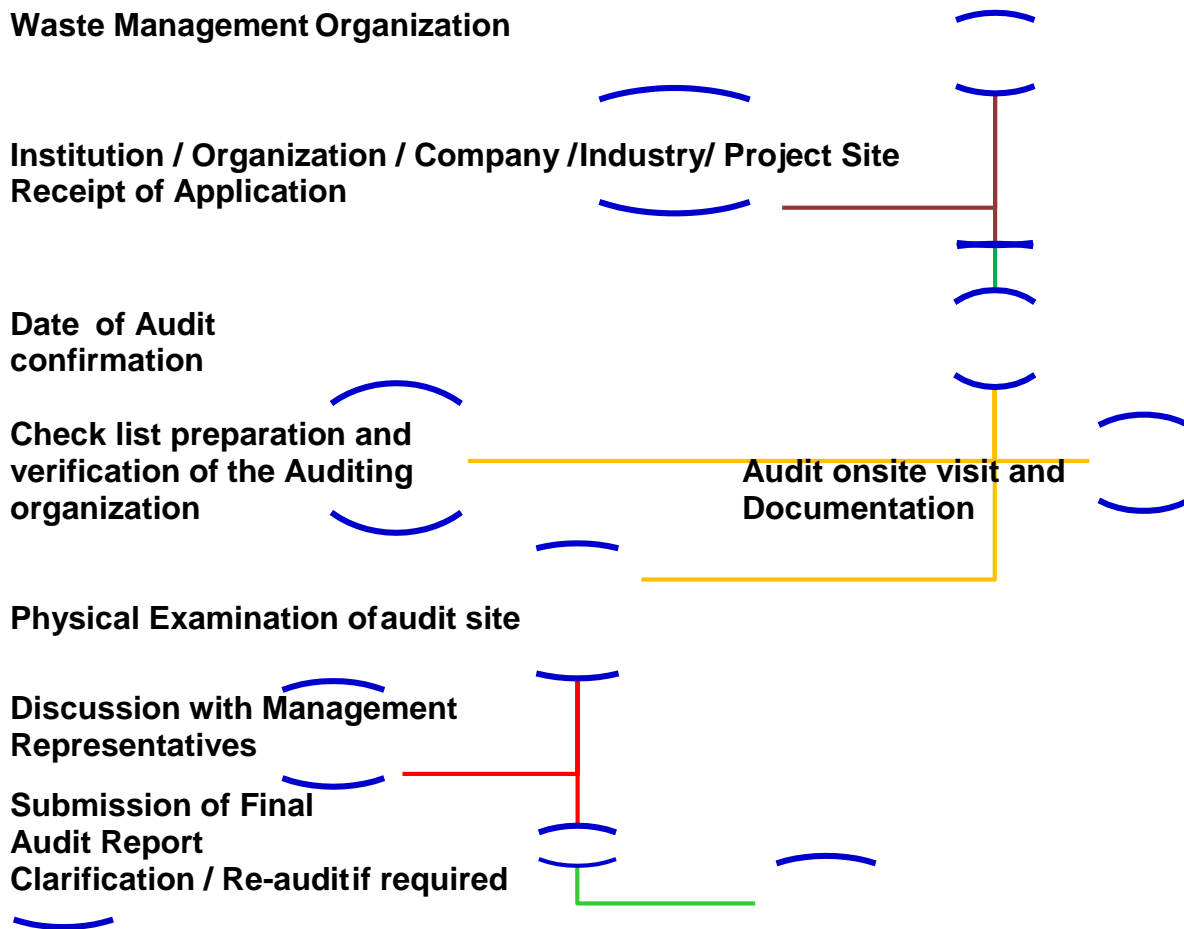 Waste Management Organization
Institution / Organization / Company /Industry/ Project Site
Receipt of Application
Date of Audit
confirmation
Check list preparation and
verification of the Auditing
organization
Audit onsite visit and
Documentation
Physical Examination of audit site
Discussion with Management
Representatives
Submission of Final
Audit Report
Clarification / Re-audit if required